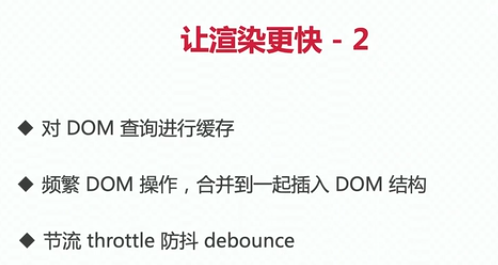 让渲染更快 - 2
◆ 对 DOM 查询进行缓存
◆ 频繁 DOM 操作，合并到一起插入 DOM 结构
◆ 节流 throttle 防抖 debounce